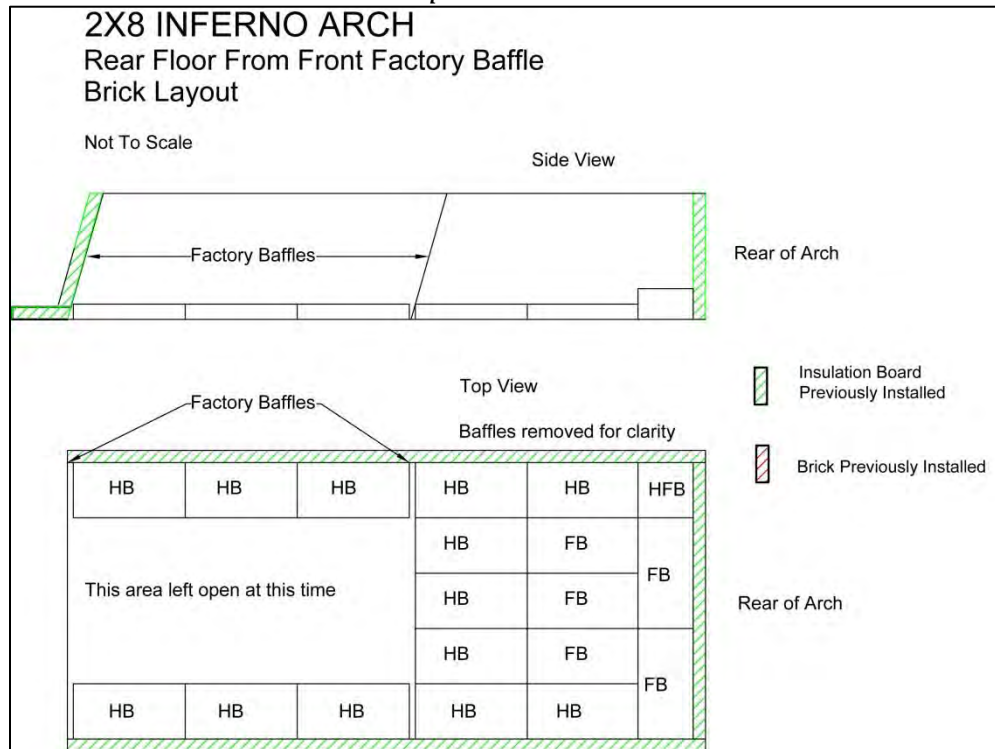 2X8 INFERNO ARCH
Rear Floor From Front Factory Baffle
Brick Layout
Not To Scale
Side View
Factory Baffles
Rear of Arch
Top View
Factory Baffles
Baffles removed for clarity
Insulation Board
Previously Installed
Brick Previously Installed
HB HB HB HB HB HFB
HB FB
FB
This area left open at this time
HB FB
Rear of Arch
HB FB
FB
HB HB HB HB HB